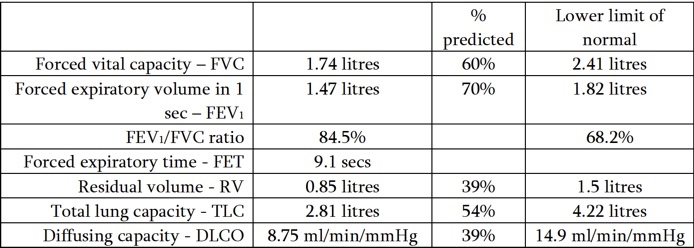 % predicted Lower limit of normal
Forced vital capacity – FVC 1.74 litres 60% 2.41 litres
Forced expiratory volume in 1 sec – FEV₁ 1.47 litres 70% 1.82 litres
FEV₁/FVC ratio 84.5% 68.2%
Forced expiratory time - FET 9.1 secs
Residual volume - RV 0.85 litres 39% 1.5 litres
Total lung capacity - TLC 2.81 litres 54% 4.22 litres
Diffusing capacity - DLCO 8.75 ml/min/mmHg 39% 14.9 ml/min/mmHg